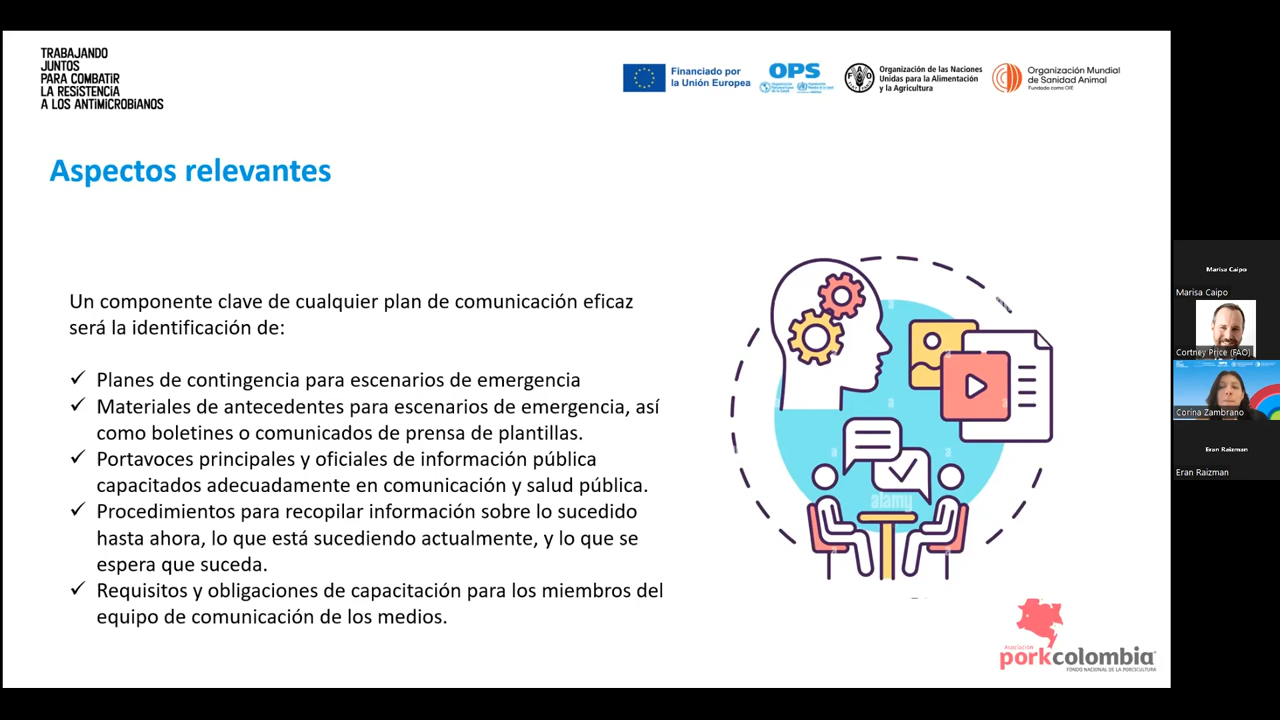 TRABAJANDO
JUNTOS
PARA COMBATIR
LA RESISTENCIA
A LOS ANTIMICROBIANOS
Financiado por
la Unión Europea
OPS
FAO
Organización de las Naciones
Unidas para la Alimentación
y la Agricultura
Organización Mundial
de Sanidad Animal
Fundada como OIE
Aspectos relevantes
Un componente clave de cualquier plan de comunicación eficaz
será la identificación de:
✓ Planes de contingencia para escenarios de emergencia
✓ Materiales de antecedentes para escenarios de emergencia, así
como boletines o comunicados de prensa de plantillas.
✓ Portavoces principales y oficiales de información pública
capacitados adecuadamente en comunicación y salud pública.
✓ Procedimientos para recopilar información sobre lo sucedido
hasta ahora, lo que está sucediendo actualmente, y lo que se
espera que suceda.
✓ Requisitos y obligaciones de capacitación para los miembros del
equipo de comunicación de los medios.
alamy
a
a
a
a
a
a
Asociación
porkcolombia
FONDO NACIONAL DE LA PORCICULTURA
Marisa Caipo
Marisa Caipo
Cortney Price (FAO)
Corina Zambrano
Eran Raizman
Eran Raizman